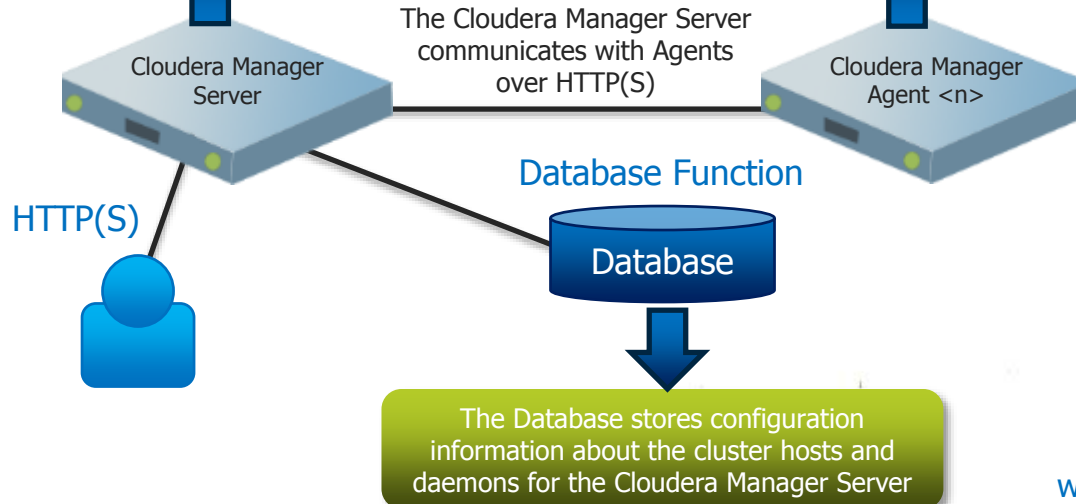 The Cloudera Manager Server
communicates with Agents
over HTTP(S)
Cloudera Manager
Server
Cloudera Manager
Agent <n>
Database Function
HTTP(S)
Database
The Database stores configuration
information about the cluster hosts and
daemons for the Cloudera Manager Server
w